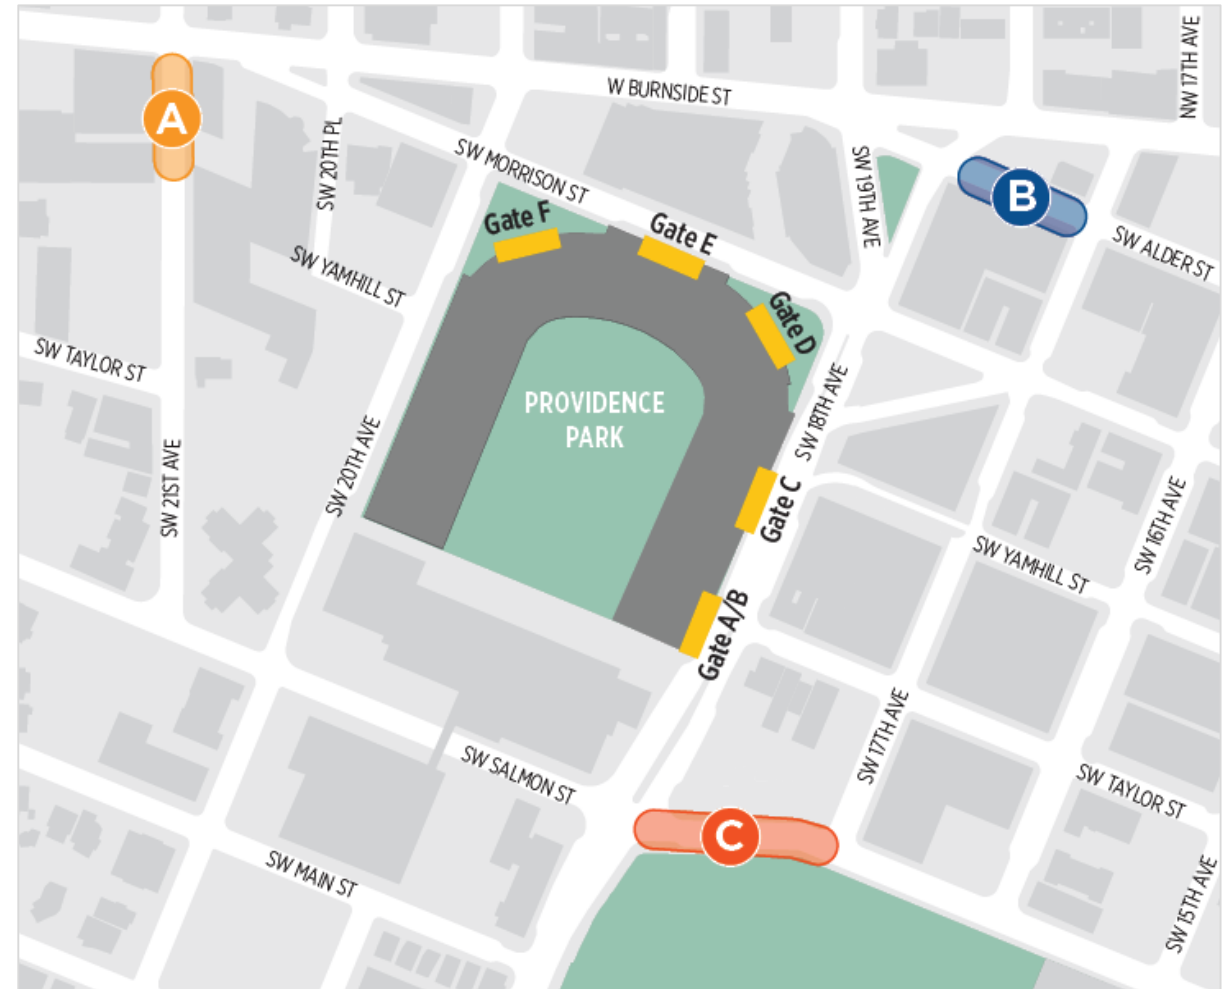 NW 17TH AVE
W BURNSIDE ST
A
SW 20TH PL
SW MORRISON ST
SW 19TH AVE
B
Gate F
Gate E
SW ALDER ST
SW YAMHILL ST
Gate D
SW TAYLOR ST
PROVIDENCE
PARK
SW 18TH AVE
SW 21ST AVE
SW 20TH AVE
Gate C
SW 16TH AVE
SW YAMHILL ST
Gate A/B
SW 17TH AVE
SW SALMON ST
SW TAYLOR ST
C
SW MAIN ST
SW 15TH AVE